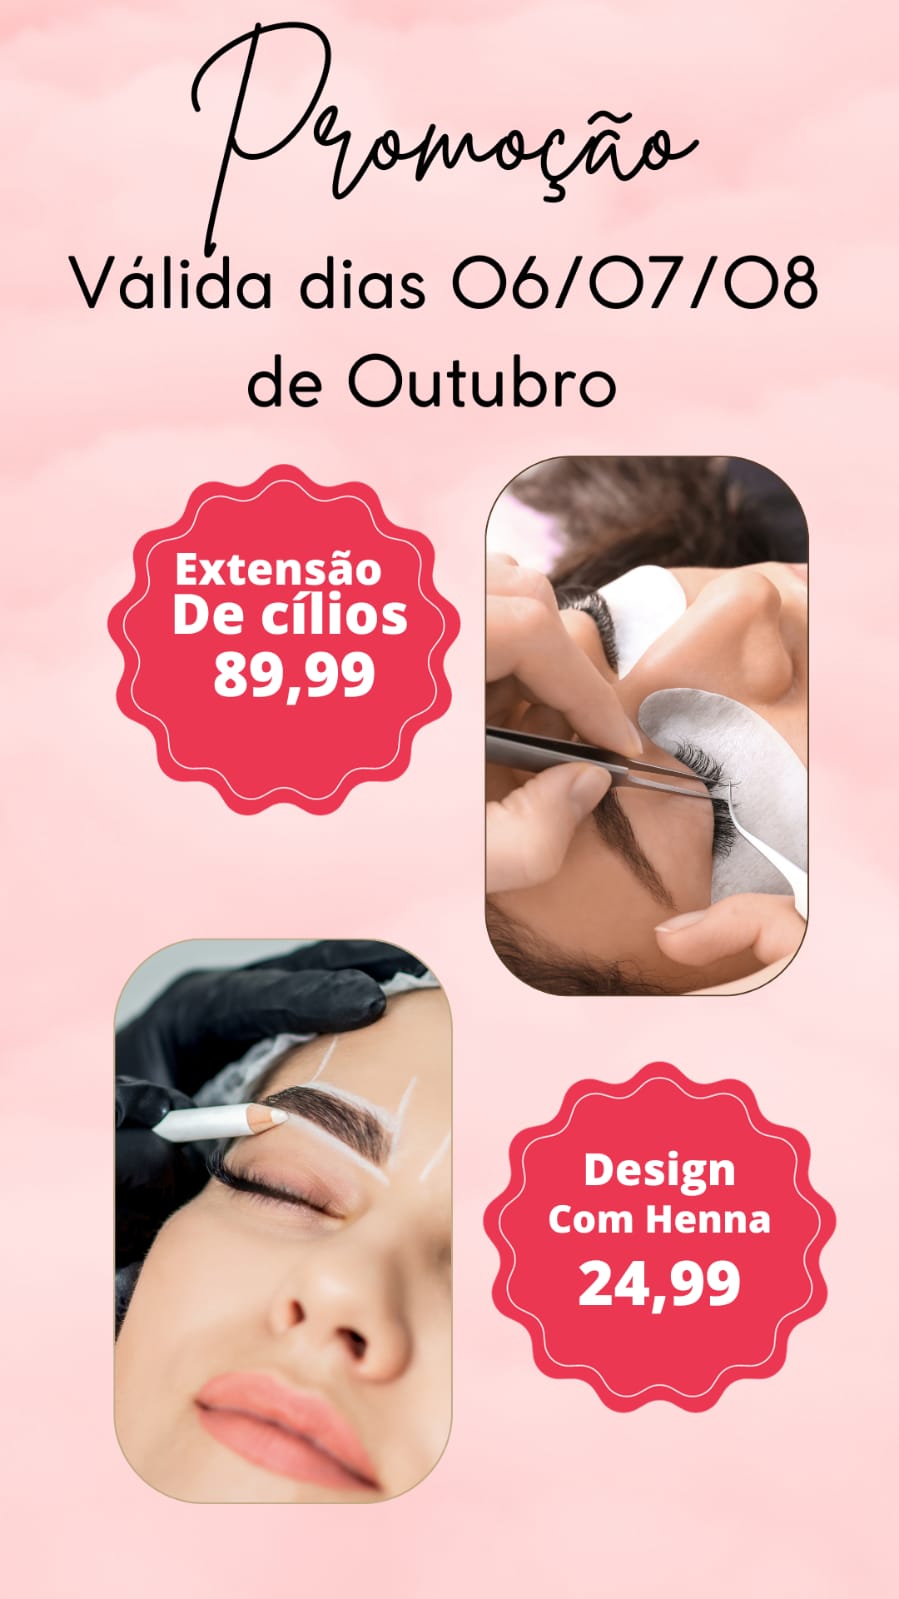 Promoção
Válida dias 06/07/08
de Outubro
Extensão
De cílios
89,99
Design
Com Henna
24,99